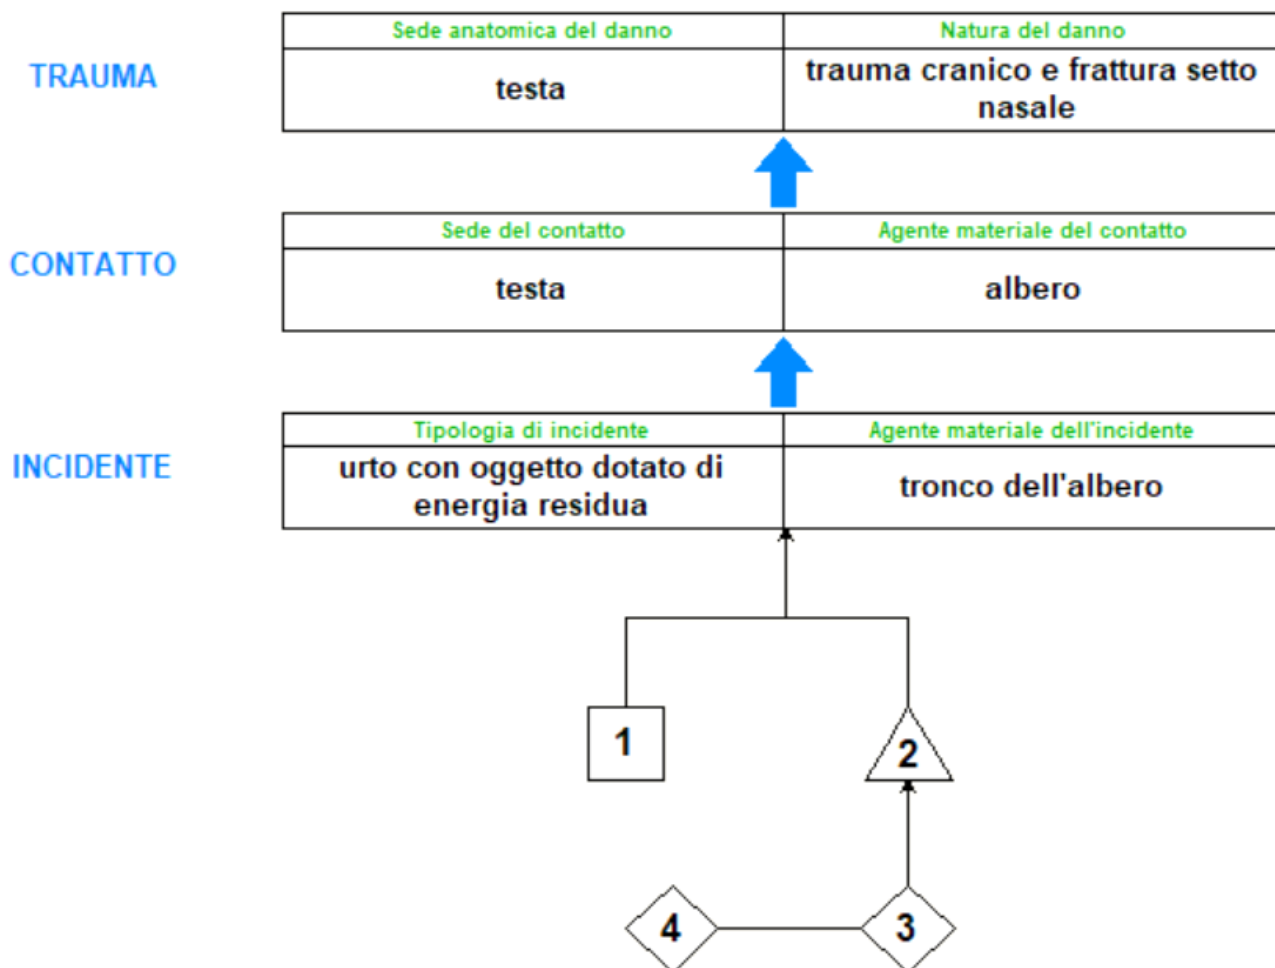 Sede anatomica del danno
Natura del danno
TRAUMA
testa
trauma cranico e frattura setto
nasale
Sede del contatto
Agente materiale del contatto
CONTATTO
testa
albero
Tipologia di incidente
Agente materiale dell'incidente
INCIDENTE
urto con oggetto dotato di
energia residua
tronco dell'albero
1
2
4
3